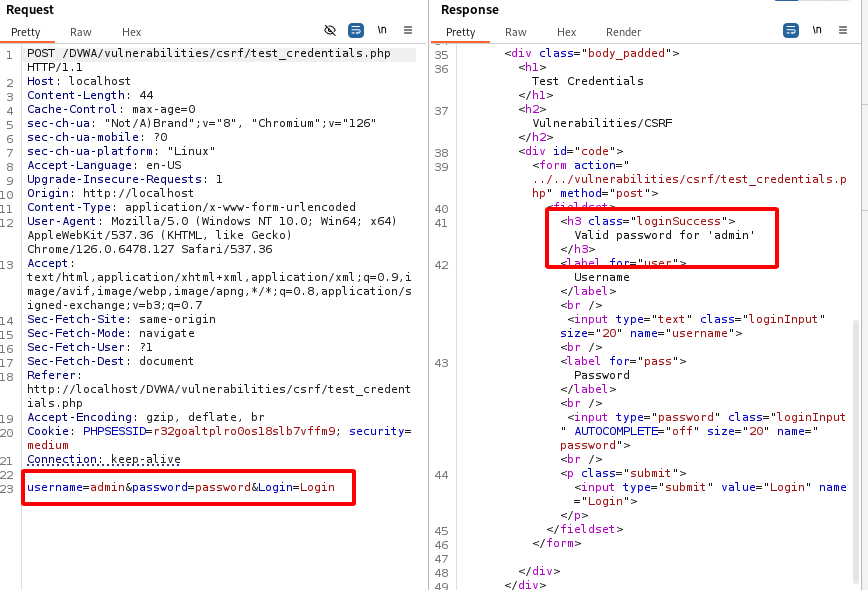 Request
Pretty Raw Hex
\n
1 POST /DVWA/vulnerabilities/csrf/test_credentials.php
HTTP/1.1
2 Host: localhost
3 Content-Length: 44
4 Cache-Control: max-age=0
5 sec-ch-ua: "Not/A)Brand";v="8", "Chromium";v="126"
6 sec-ch-ua-mobile: ?0
7 sec-ch-ua-platform: "Linux"
8 Accept-Language: en-US
9 Upgrade-Insecure-Requests: 1
10 Origin: http://localhost
11 Content-Type: application/x-www-form-urlencoded
12 User-Agent: Mozilla/5.0 (Windows NT 10.0; Win64; x64)
AppleWebKit/537.36 (KHTML, like Gecko)
Chrome/126.0.6478.127 Safari/537.36
13 Accept:
text/html,application/xhtml+xml,application/xml;q=0.9,i
mage/avif,image/webp,image/apng,*/*;q=0.8,application/s
igned-exchange;v=b3;q=0.7
14 Sec-Fetch-Site: same-origin
15 Sec-Fetch-Mode: navigate
16 Sec-Fetch-User: ?1
17 Sec-Fetch-Dest: document
18 Referer:
http://localhost/DVWA/vulnerabilities/csrf/test_credent
ials.php
19 Accept-Encoding: gzip, deflate, br
20 Cookie: PHPSESSID=r32goaltplro0os18slb7vffm9; security=
medium
21 Connection: keep-alive
22
23 username=admin&password=password&Login=Login
Response
Pretty Raw Hex Render
\n
35 <div class="body_padded">
36 <h1>
Test Credentials
</h1>
37 <h2>
Vulnerabilities/CSRF
</h2>
38 <div id="code">
39 <form action="
../../vulnerabilities/csrf/test_credentials.p
hp" method="post">
40 <fieldset>
41 <h3 class="loginSuccess">
Valid password for 'admin'
</h3>
42 <label for="user">
Username
</label>
<br />
<input type="text" class="loginInput"
size="20" name="username">
<br />
43 <label for="pass">
Password
</label>
<br />
<input type="password" class="loginInput
" AUTOCOMPLETE="off" size="20" name="
password">
<br />
44 <p class="submit">
<input type="submit" value="Login" name
="Login">
</p>
45 </fieldset>
46 </form>
47
48 </div>
49 </div>